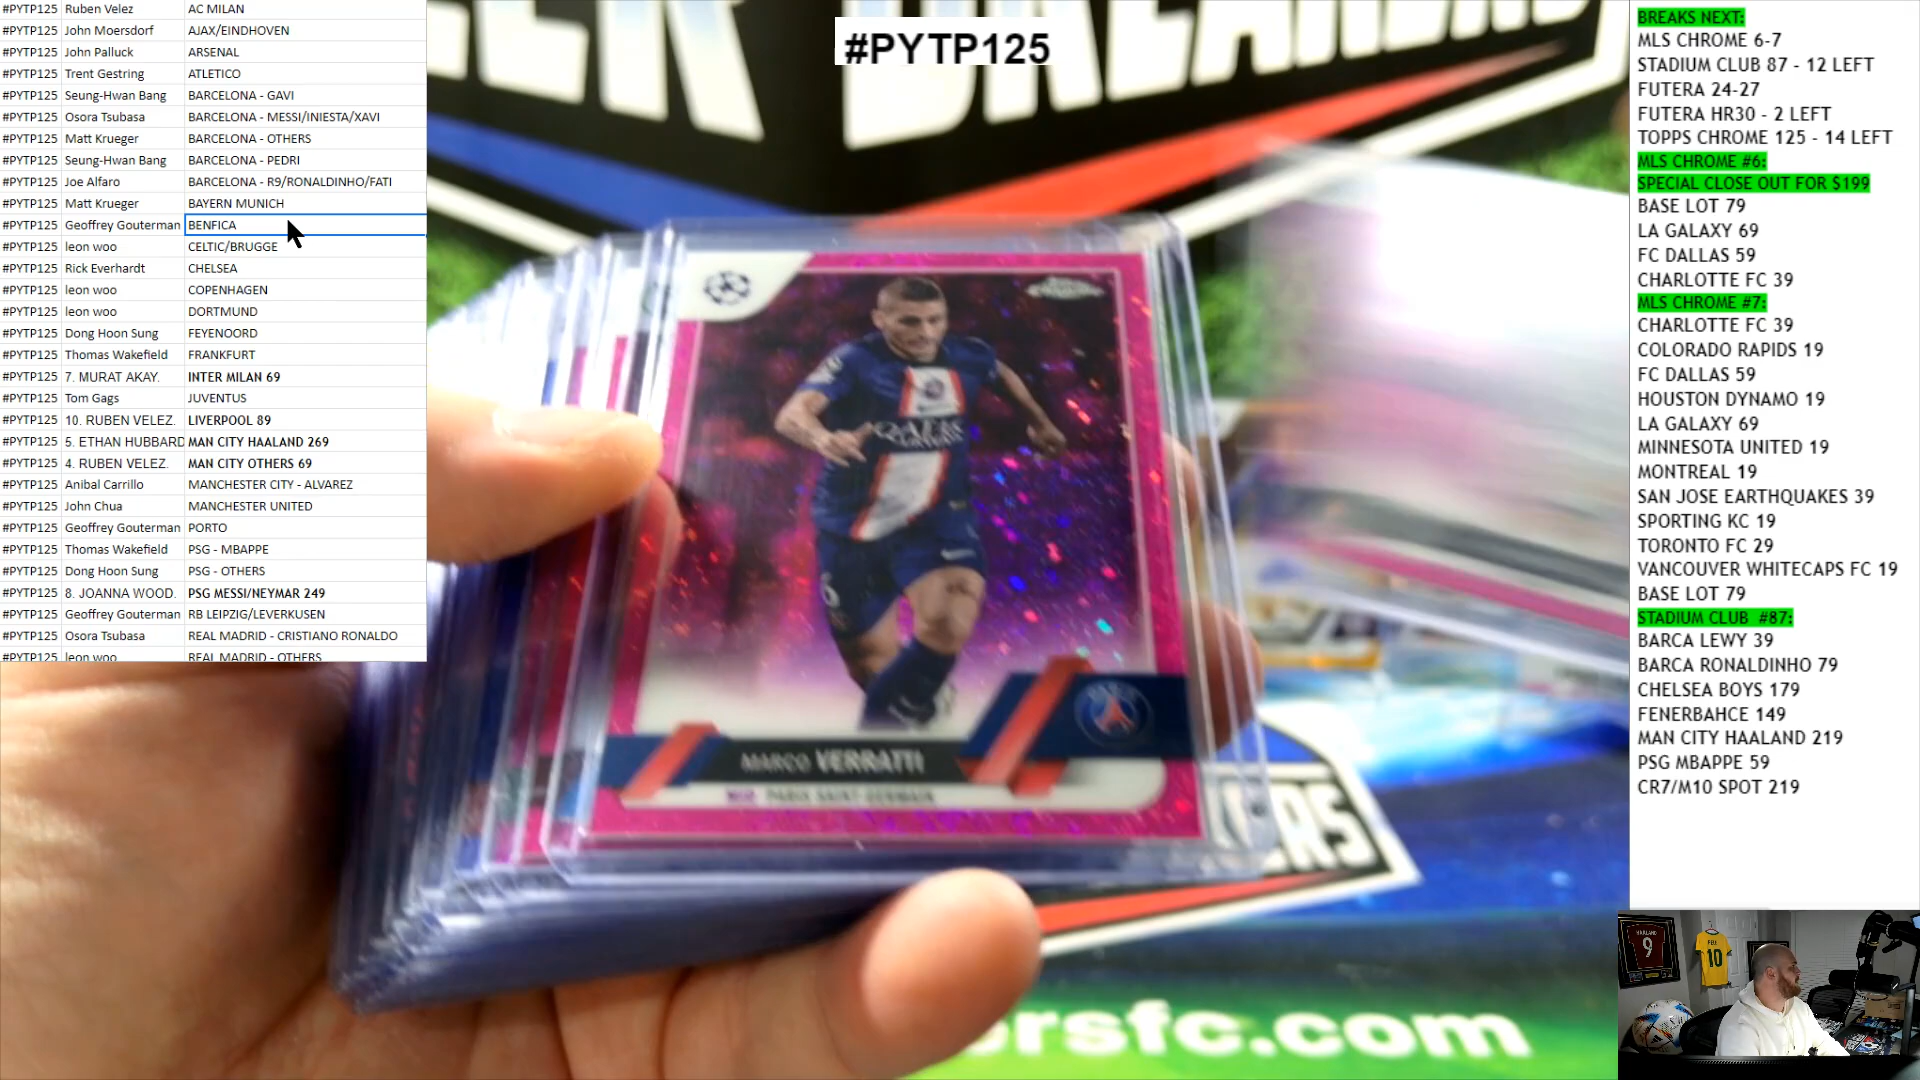 #PYTP125 Ruben Velez AC MILAN
#PYTP125 John Moersdorf AJAX/EINDHOVEN
#PYTP125 John Palluck ARSENAL
#PYTP125 Trent Gestring ATLETICO
#PYTP125 Seung-Hwan Bang BARCELONA - GAVI
#PYTP125 Osora Tsubasa BARCELONA - MESSI/INIESTA/XAVI
#PYTP125 Matt Krueger BARCELONA - OTHERS
#PYTP125 Seung-Hwan Bang BARCELONA - PEDRI
#PYTP125 Joe Alfaro BARCELONA - R9/RONALDINHO/FATI
#PYTP125 Matt Krueger BAYERN MUNICH
#PYTP125 Geoffrey Gouterman BENFICA
#PYTP125 leon woo CELTIC/BRUGGE
#PYTP125 Rick Everhardt CHELSEA
#PYTP125 leon woo COPENHAGEN
#PYTP125 leon woo DORTMUND
#PYTP125 Dong Hoon Sung FEYENOORD
#PYTP125 Thomas Wakefield FRANKFURT
#PYTP125 7. MURAT AKAY. INTER MILAN 69
#PYTP125 Tom Gags JUVENTUS
#PYTP125 10. RUBEN VELEZ. LIVERPOOL 89
#PYTP125 5. ETHAN HUBBARD MAN CITY HAALAND 269
#PYTP125 4. RUBEN VELEZ. MAN CITY OTHERS 69
#PYTP125 Anibal Carrillo MANCHESTER CITY - ALVAREZ
#PYTP125 John Chua MANCHESTER UNITED
#PYTP125 Geoffrey Gouterman PORTO
#PYTP125 Thomas Wakefield PSG - MBAPPE
#PYTP125 Dong Hoon Sung PSG - OTHERS
#PYTP125 8. JOANNA WOOD. PSG MESSI/NEYMAR 249
#PYTP125 Geoffrey Gouterman RB LEIPZIG/LEVERKUSEN
#PYTP125 Osora Tsubasa REAL MADRID - CRISTIANO RONALDO
#PYTP125 leon woo REAL MADRID - OTHERS
#PYTP125
MARCO VERRATTI
MID PARIS SAINT-GERMAIN
rsfc.com
BREAKS NEXT:
MLS CHROME 6-7
STADIUM CLUB 87 - 12 LEFT
FUTERA 24-27
FUTERA HR30 - 2 LEFT
TOPPS CHROME 125 - 14 LEFT
MLS CHROME #6:
SPECIAL CLOSE OUT FOR $199
BASE LOT 79
LA GALAXY 69
FC DALLAS 59
CHARLOTTE FC 39
MLS CHROME #7:
CHARLOTTE FC 39
COLORADO RAPIDS 19
FC DALLAS 59
HOUSTON DYNAMO 19
LA GALAXY 69
MINNESOTA UNITED 19
MONTREAL 19
SAN JOSE EARTHQUAKES 39
SPORTING KC 19
TORONTO FC 29
VANCOUVER WHITECAPS FC 19
BASE LOT 79
STADIUM CLUB #87:
BARCA LEWY 39
BARCA RONALDINHO 79
CHELSEA BOYS 179
FENERBAHCE 149
MAN CITY HAALAND 219
PSG MBAPPE 59
CR7/M10 SPOT 219
HAALAND
9
PELE
10